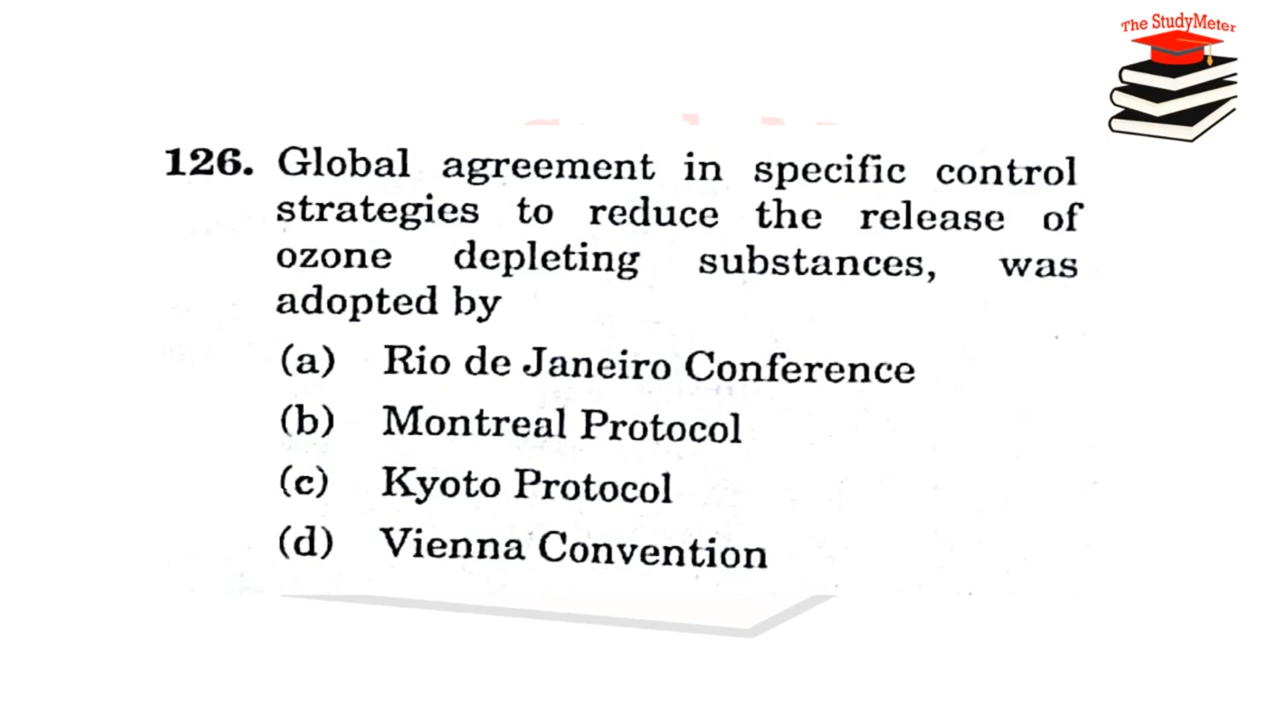 The StudyMeter
126. Global agreement in specific control
strategies to reduce the release of
ozone depleting substances, was
adopted by
(a) Rio de Janeiro Conference
(b) Montreal Protocol
(c) Kyoto Protocol
(d) Vienna Convention